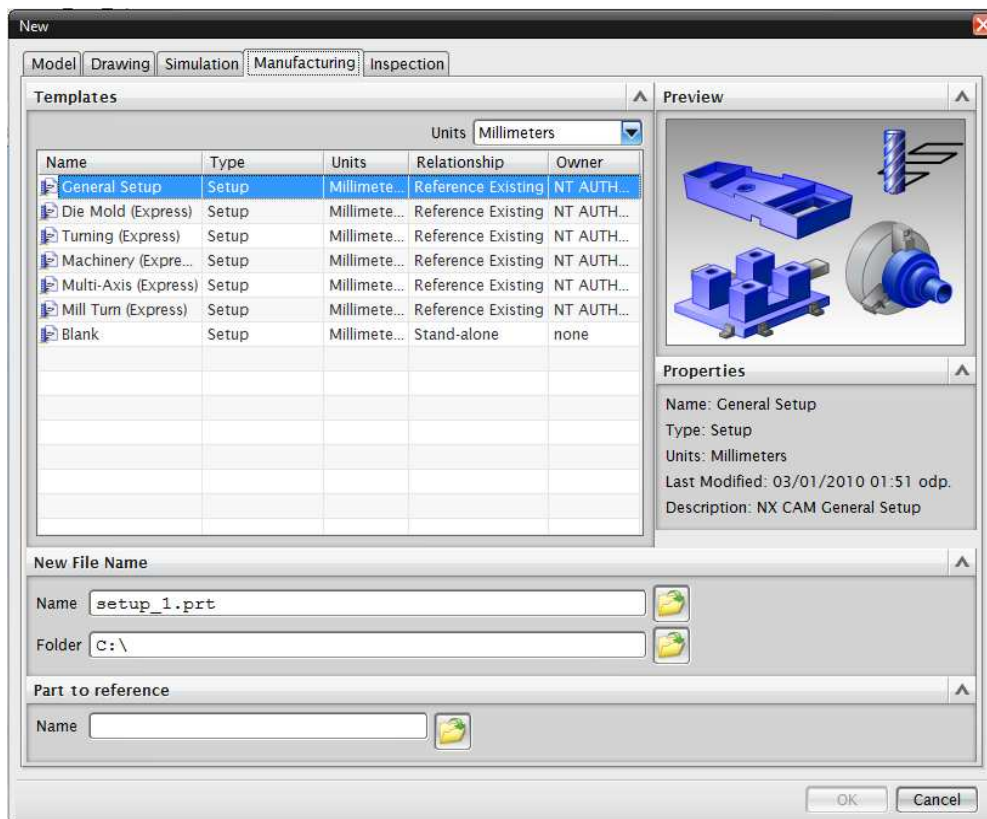 New
Model Drawing Simulation Manufacturing Inspection
Templates
Units Millimeters
Name Type Units Relationship Owner
General Setup Setup Millimete... Reference Existing NT AUTH...
Die Mold (Express) Setup Millimete... Reference Existing NT AUTH...
Turning (Express) Setup Millimete... Reference Existing NT AUTH...
Machinery (Expre... Setup Millimete... Reference Existing NT AUTH...
Multi-Axis (Express) Setup Millimete... Reference Existing NT AUTH...
Mill Turn (Express) Setup Millimete... Reference Existing NT AUTH...
Blank Setup Millimete... Stand-alone none
Preview
Properties
Name: General Setup
Type: Setup
Units: Millimeters
Last Modified: 03/01/2010 01:51 odp.
Description: NX CAM General Setup
New File Name
Name setup_1.prt
Folder C:\
Part to reference
Name
OK Cancel